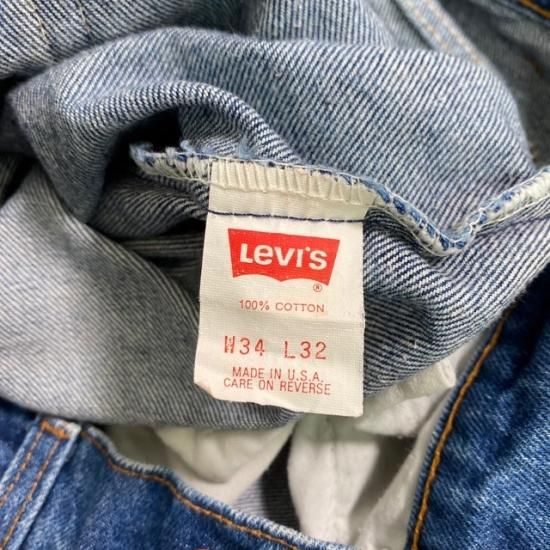 LEVI'S
®
100% COTTON
W34 L32
MADE IN U.S.A.
CARE ON REVERSE